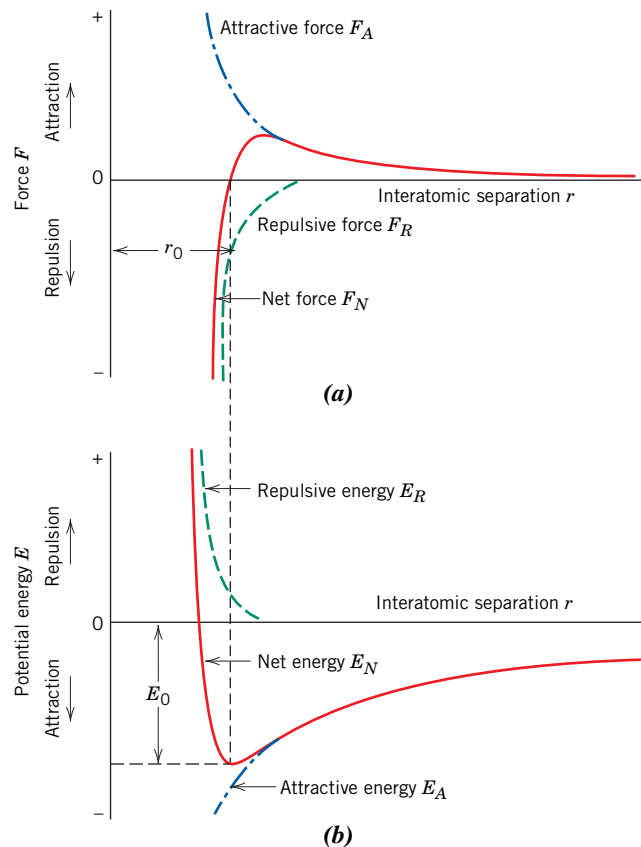 +
Attractive force F_A
Attraction
Force F
0
Interatomic separation r
Repulsive force F_R
Repulsion
r_0
Net force F_N
−
(a)
+
Repulsive energy E_R
Repulsion
Potential energy E
Interatomic separation r
0
Net energy E_N
E_0
Attraction
Attractive energy E_A
−
(b)